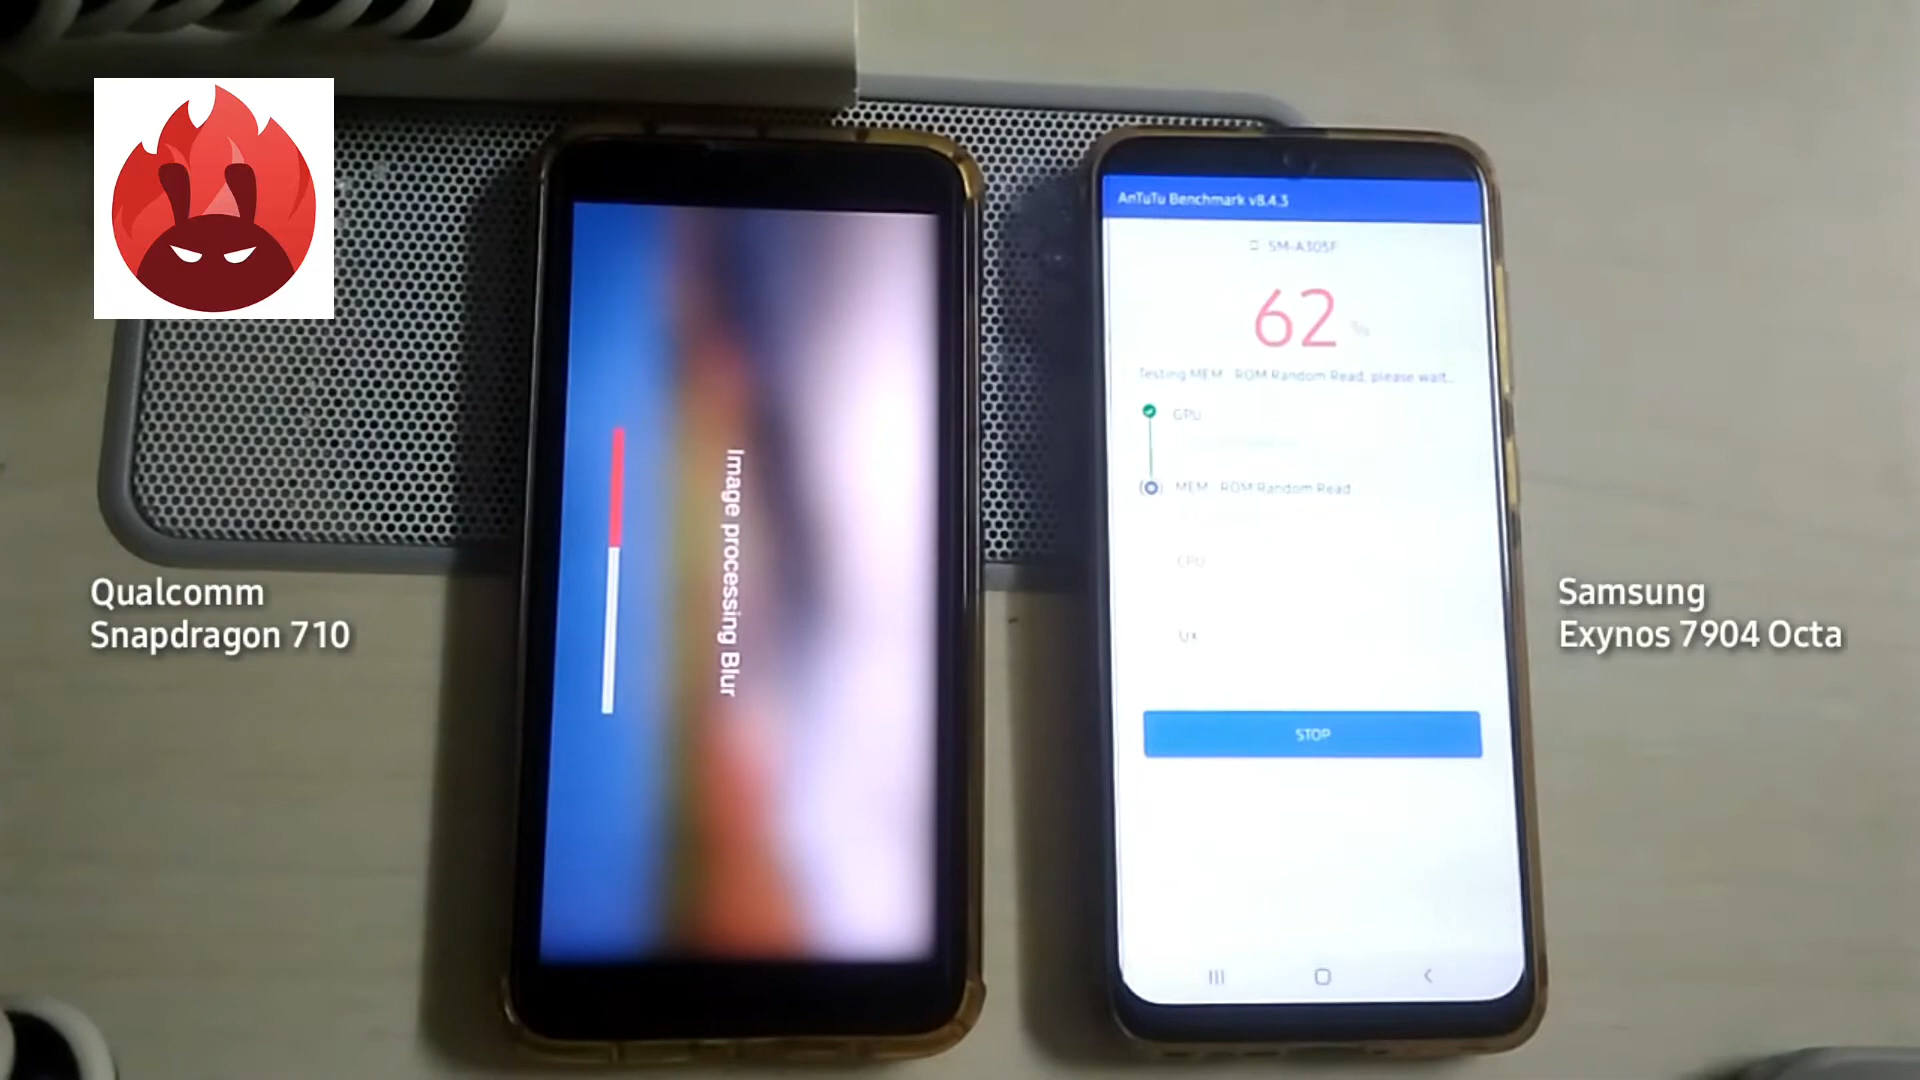 Qualcomm
Snapdragon 710
Image processing Blur
AnTuTu Benchmark v8.4.3
SM-A305F
62 %
Testing MEM · ROM Random Read, please wait...
GPU
MEM · ROM Random Read
CPU
UX
STOP
Samsung
Exynos 7904 Octa